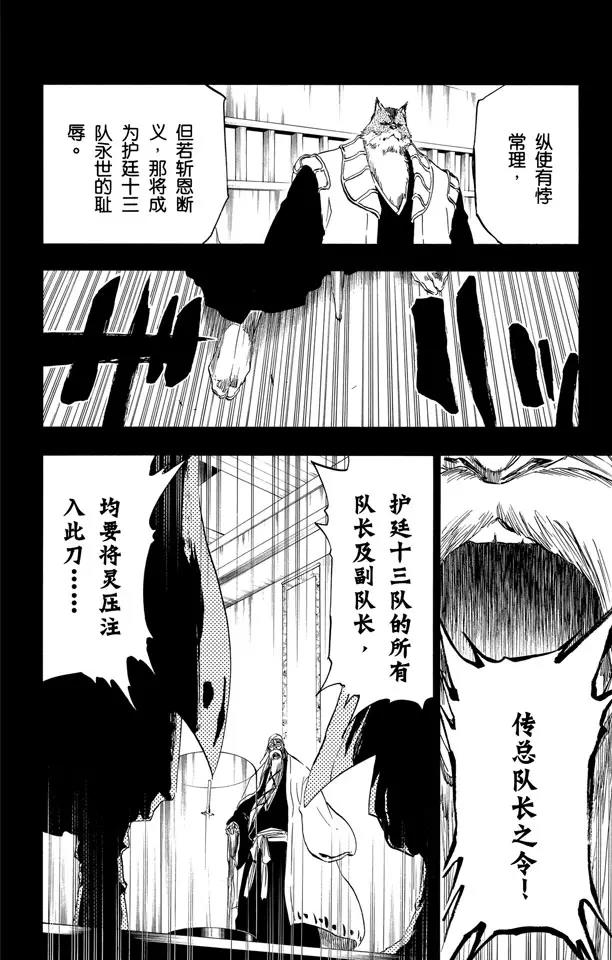 纵使有悖
常理，
但若斩恩断
义，那将成
为护廷十三
队永世的耻
辱。
传总队长之令！
护廷十三队的所有
队长及副队长，
均要将灵压注
入此刀……